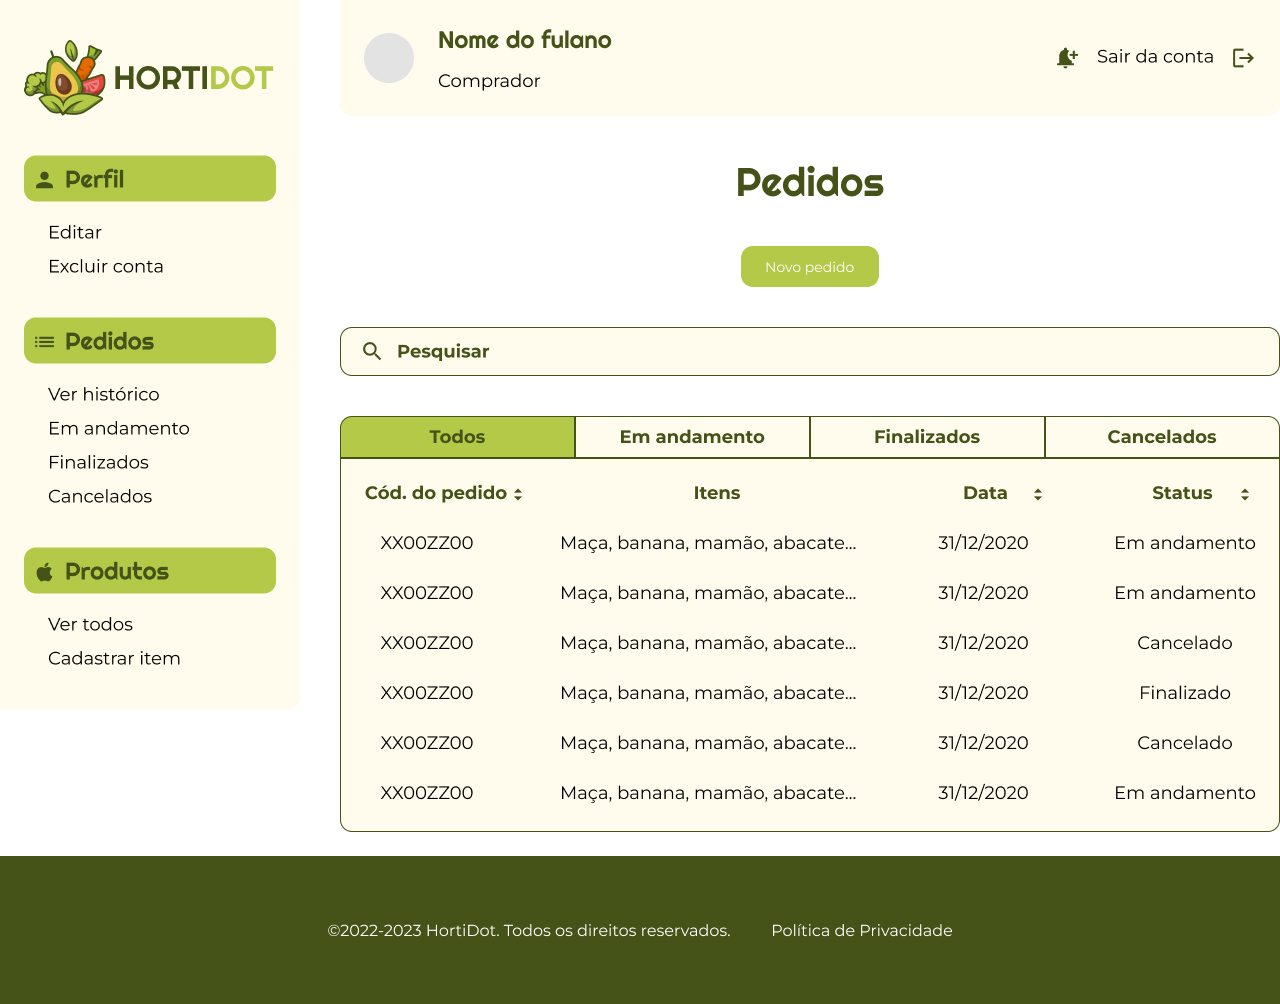 HORTIDOT
Perfil
Editar
Excluir conta
Pedidos
Ver histórico
Em andamento
Finalizados
Cancelados
Produtos
Ver todos
Cadastrar item
Nome do fulano
Comprador
Sair da conta
Pedidos
Novo pedido
Pesquisar
Todos Em andamento Finalizados Cancelados
Cód. do pedido Itens Data Status
XX00ZZ00 Maça, banana, mamão, abacate... 31/12/2020 Em andamento
XX00ZZ00 Maça, banana, mamão, abacate... 31/12/2020 Em andamento
XX00ZZ00 Maça, banana, mamão, abacate... 31/12/2020 Cancelado
XX00ZZ00 Maça, banana, mamão, abacate... 31/12/2020 Finalizado
XX00ZZ00 Maça, banana, mamão, abacate... 31/12/2020 Cancelado
XX00ZZ00 Maça, banana, mamão, abacate... 31/12/2020 Em andamento
©2022-2023 HortiDot. Todos os direitos reservados. Política de Privacidade